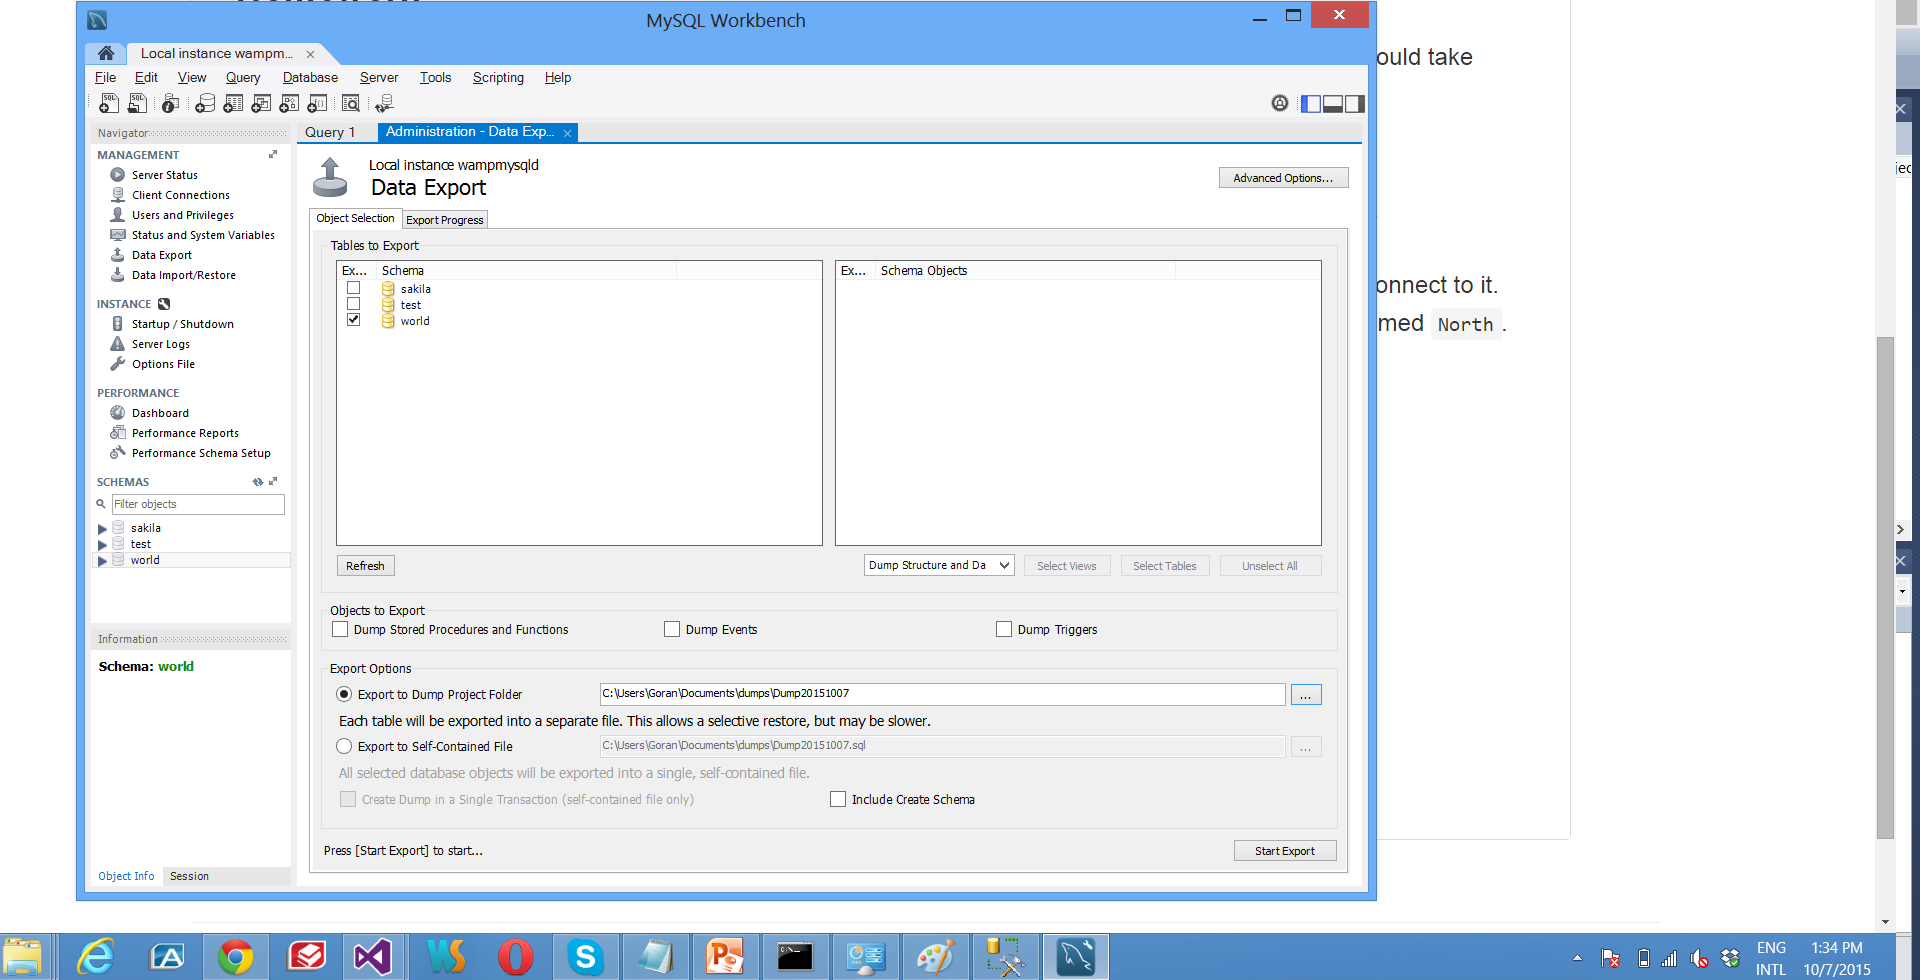 MySQL Workbench
Local instance wampm...
File Edit View Query Database Server Tools Scripting Help
ould take
Navigator
Query 1
Administration - Data Exp...
MANAGEMENT
Server Status
Client Connections
Users and Privileges
Status and System Variables
Data Export
Data Import/Restore
INSTANCE
Startup / Shutdown
Server Logs
Options File
PERFORMANCE
Dashboard
Performance Reports
Performance Schema Setup
SCHEMAS
Filter objects
sakila
test
world
Information
Schema: world
Object Info Session
Local instance wampmysqld
Data Export
Advanced Options...
Object Selection Export Progress
Tables to Export
Ex... Schema
sakila
test
world
Ex... Schema Objects
Refresh
Dump Structure and Da
Select Views
Select Tables
Unselect All
Objects to Export
Dump Stored Procedures and Functions
Dump Events
Dump Triggers
Export Options
Export to Dump Project Folder
C:\Users\Goran\Documents\dumps\Dump20151007
...
Each table will be exported into a separate file. This allows a selective restore, but may be slower.
Export to Self-Contained File
C:\Users\Goran\Documents\dumps\Dump20151007.sql
...
All selected database objects will be exported into a single, self-contained file.
Create Dump in a Single Transaction (self-contained file only)
Include Create Schema
Press [Start Export] to start...
Start Export
onnect to it.
med North.
jec
ENG
INTL
1:34 PM
10/7/2015